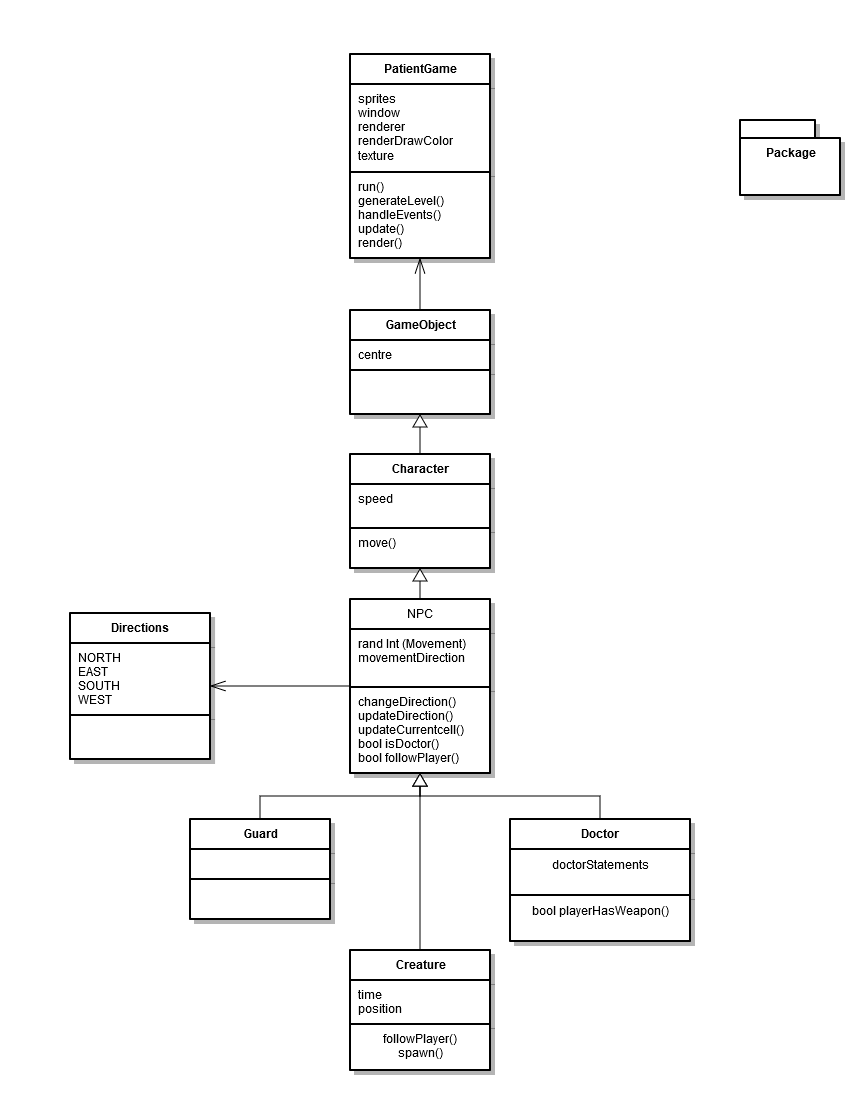 PatientGame
sprites
window
renderer
renderDrawColor
texture
run()
generateLevel()
handleEvents()
update()
render()
Package
GameObject
centre
Character
speed
move()
Directions
NORTH
EAST
SOUTH
WEST
NPC
rand Int (Movement)
movementDirection
changeDirection()
updateDirection()
updateCurrentcell()
bool isDoctor()
bool followPlayer()
Guard
Doctor
doctorStatements
bool playerHasWeapon()
Creature
time
position
followPlayer()
spawn()